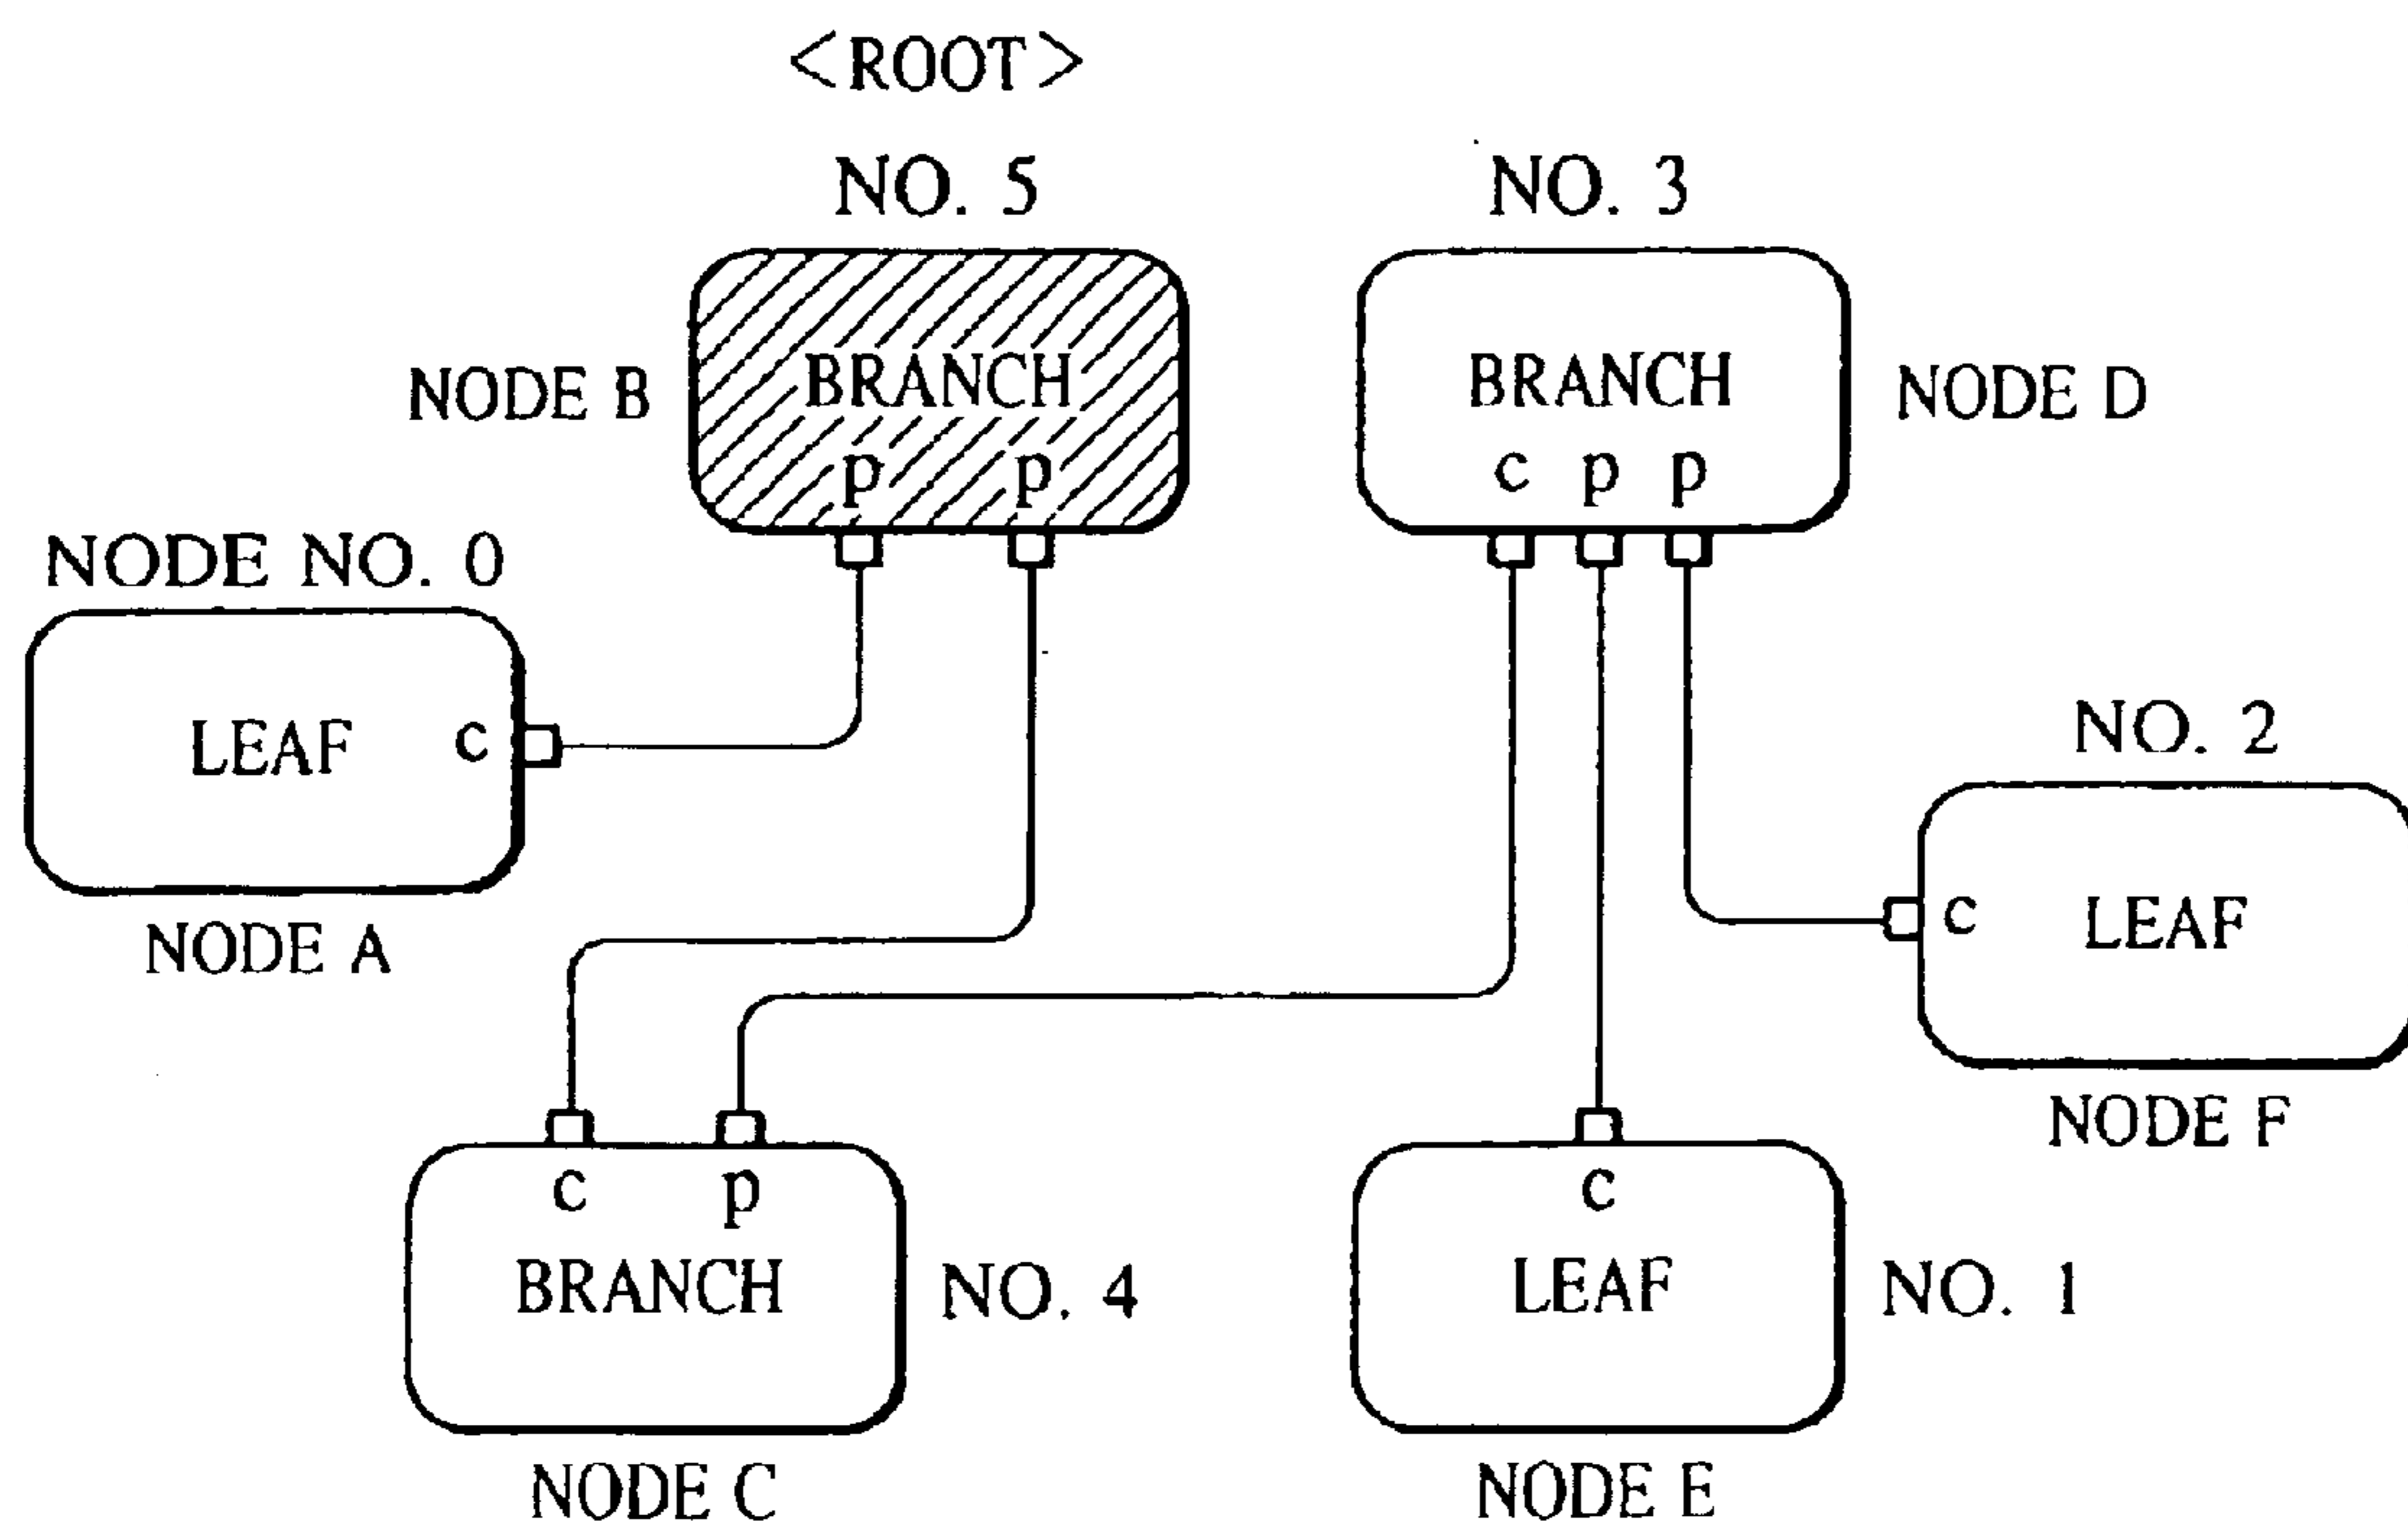 <ROOT>
NO. 5
NO. 3
BRANCH
p p
NODE B
BRANCH
c p p
NODE D
NODE NO. 0
LEAF c
NODE A
NO. 2
c LEAF
NODE F
c p
BRANCH
NO. 4
NODE C
c
LEAF
NO. 1
NODE E